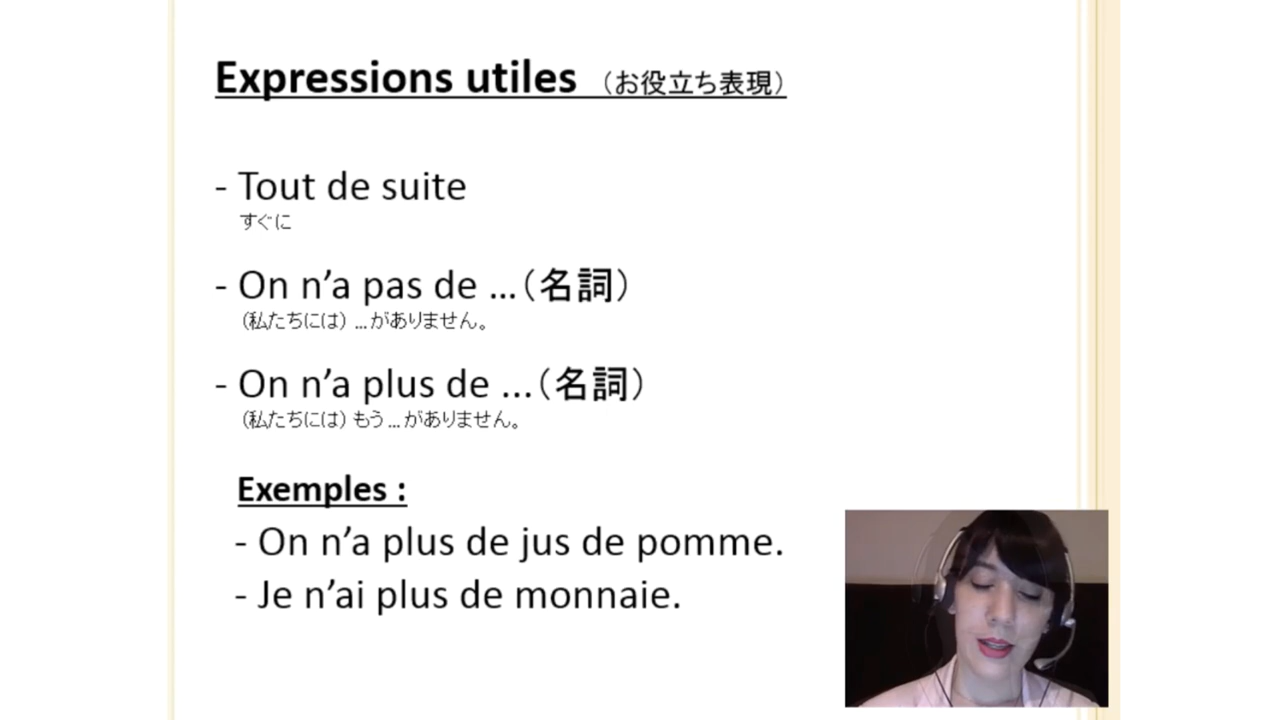 Expressions utiles （お役立ち表現）
- Tout de suite
すぐに
- On n’a pas de …（名詞）
（私たちには）…がありません。
- On n’a plus de …（名詞）
（私たちには）もう…がありません。
Exemples :
- On n’a plus de jus de pomme.
- Je n’ai plus de monnaie.